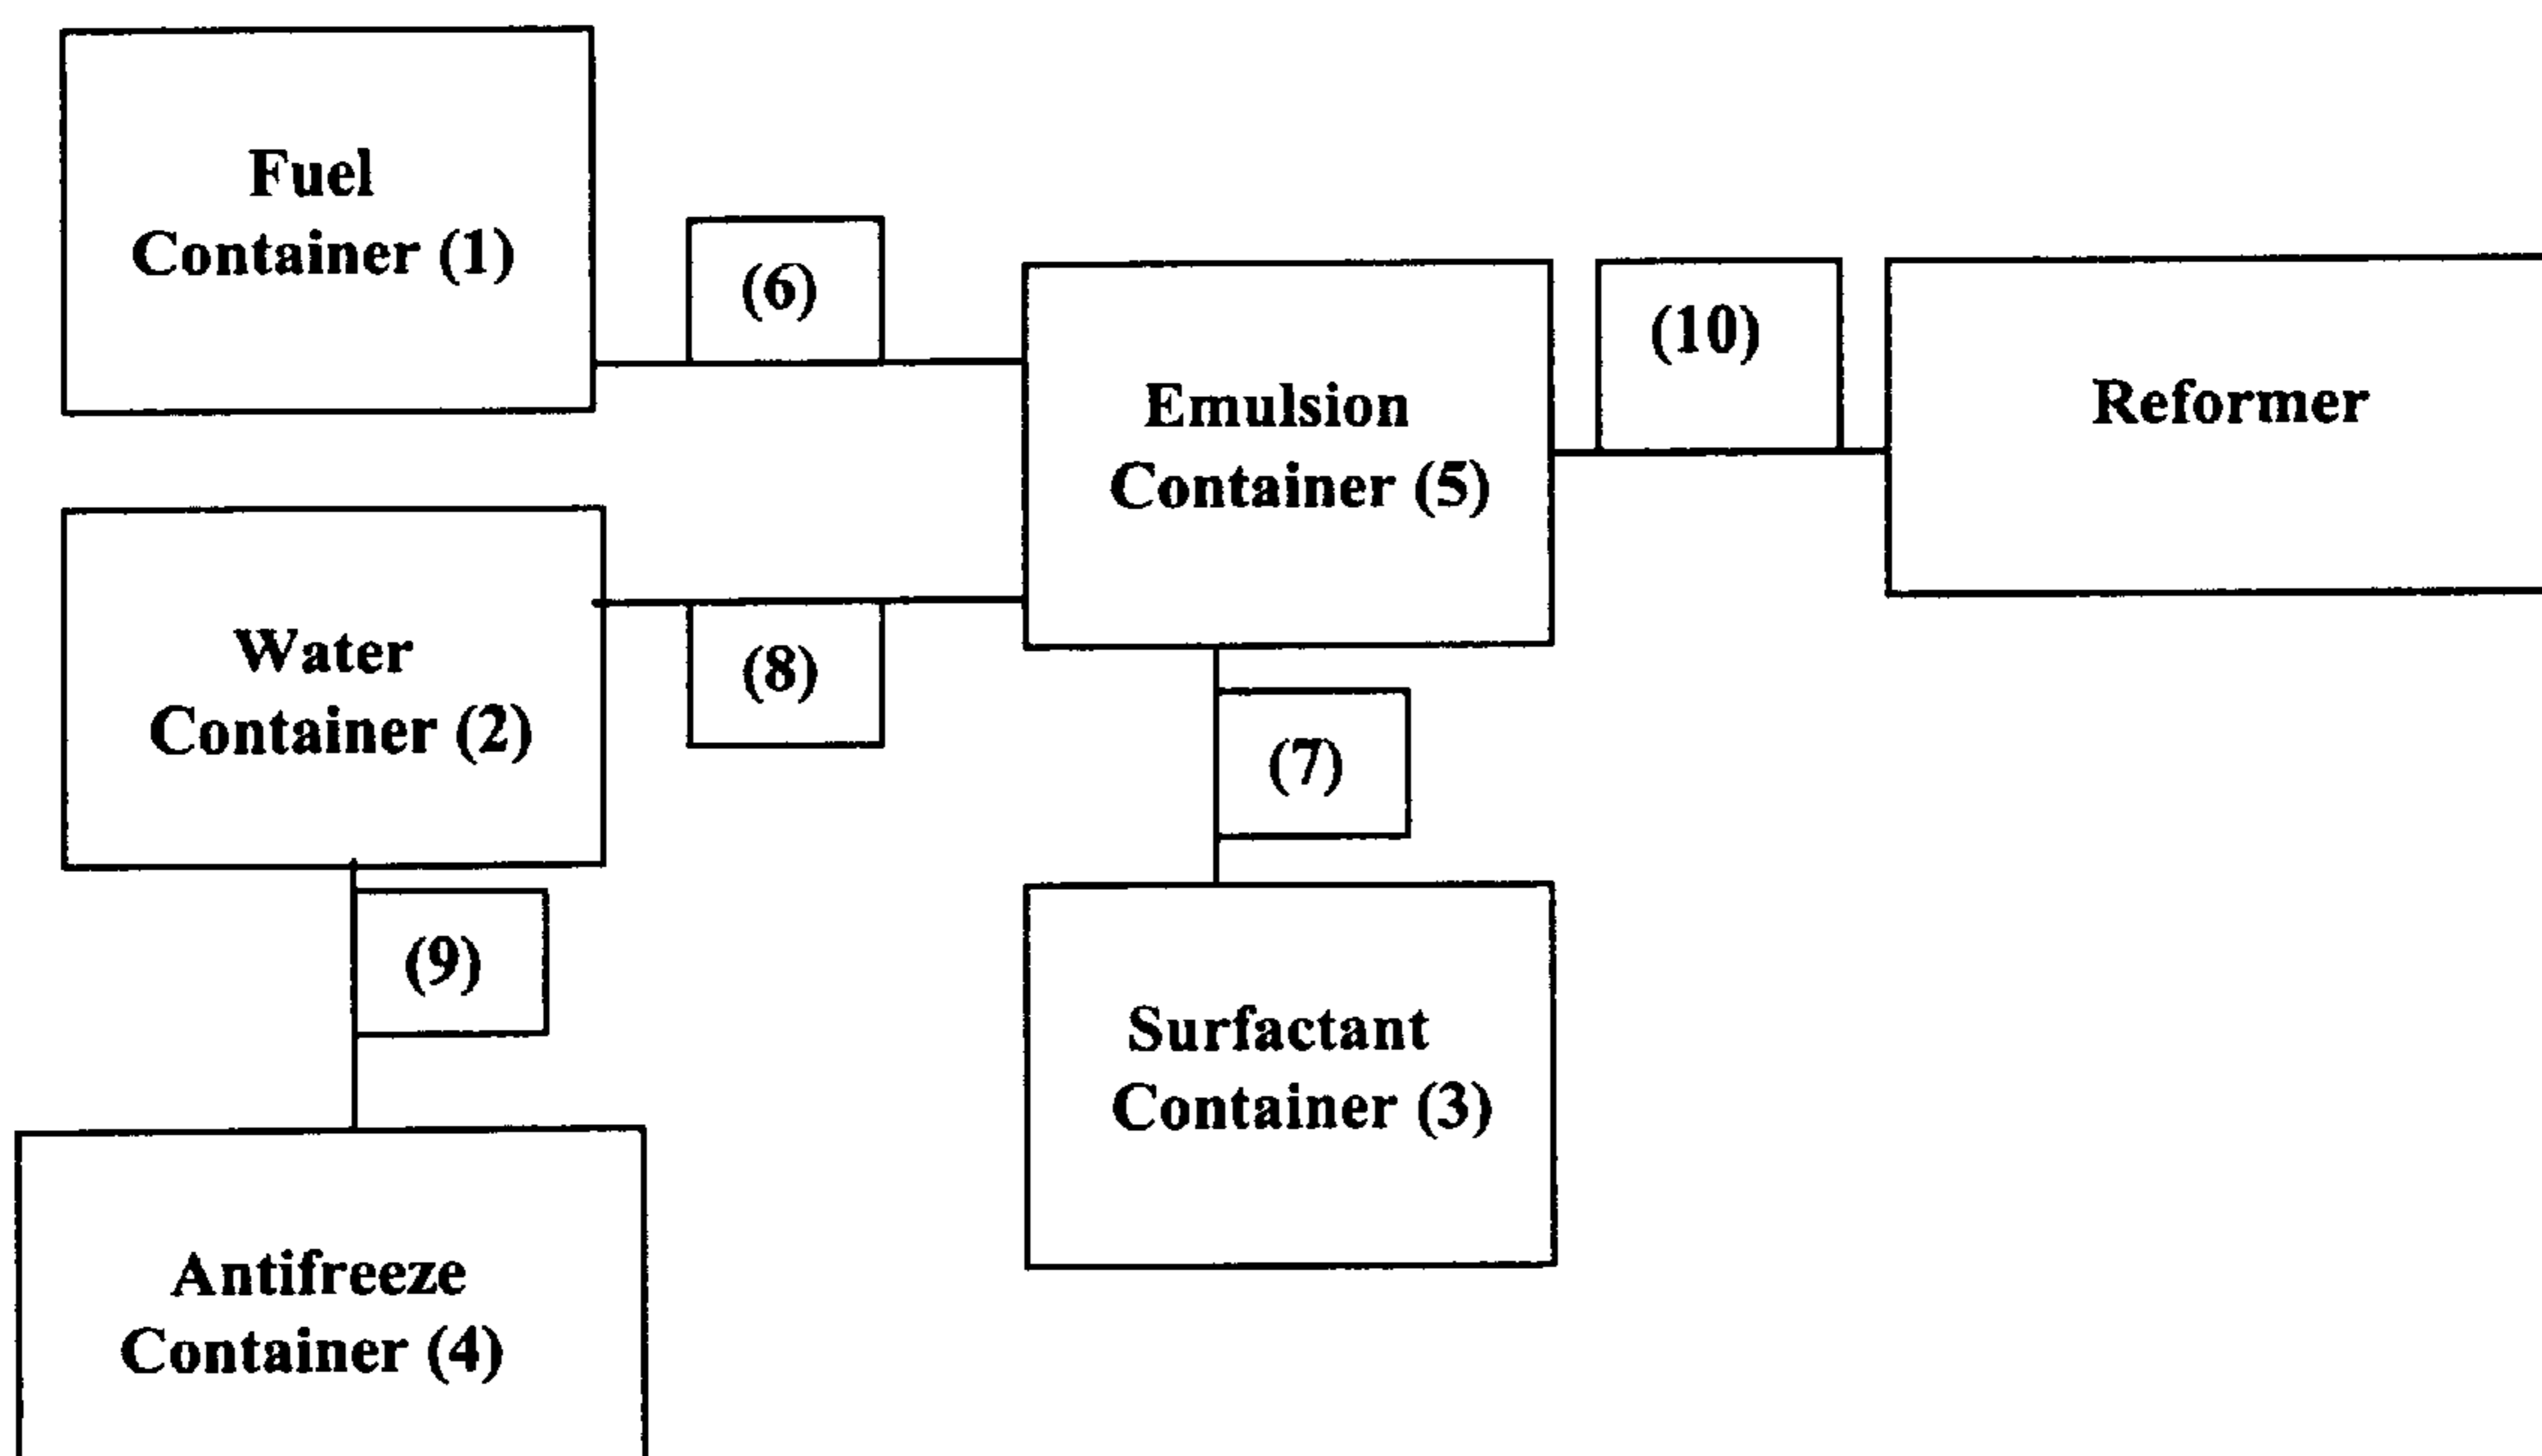 Fuel
Container (1)
(6)
Emulsion
Container (5)
(10)
Reformer
Water
Container (2)
(8)
(7)
(9)
Surfactant
Container (3)
Antifreeze
Container (4)